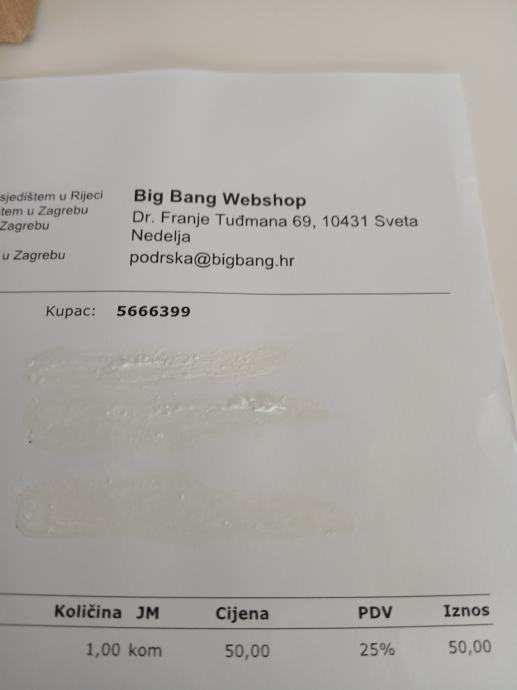 sjedištem u Rijeci
tem u Zagrebu
Zagrebu
u Zagrebu
Big Bang Webshop
Dr. Franje Tuđmana 69, 10431 Sveta
Nedelja
podrska@bigbang.hr
Kupac: 5666399
Količina JM Cijena PDV Iznos
1,00 kom 50,00 25% 50,00